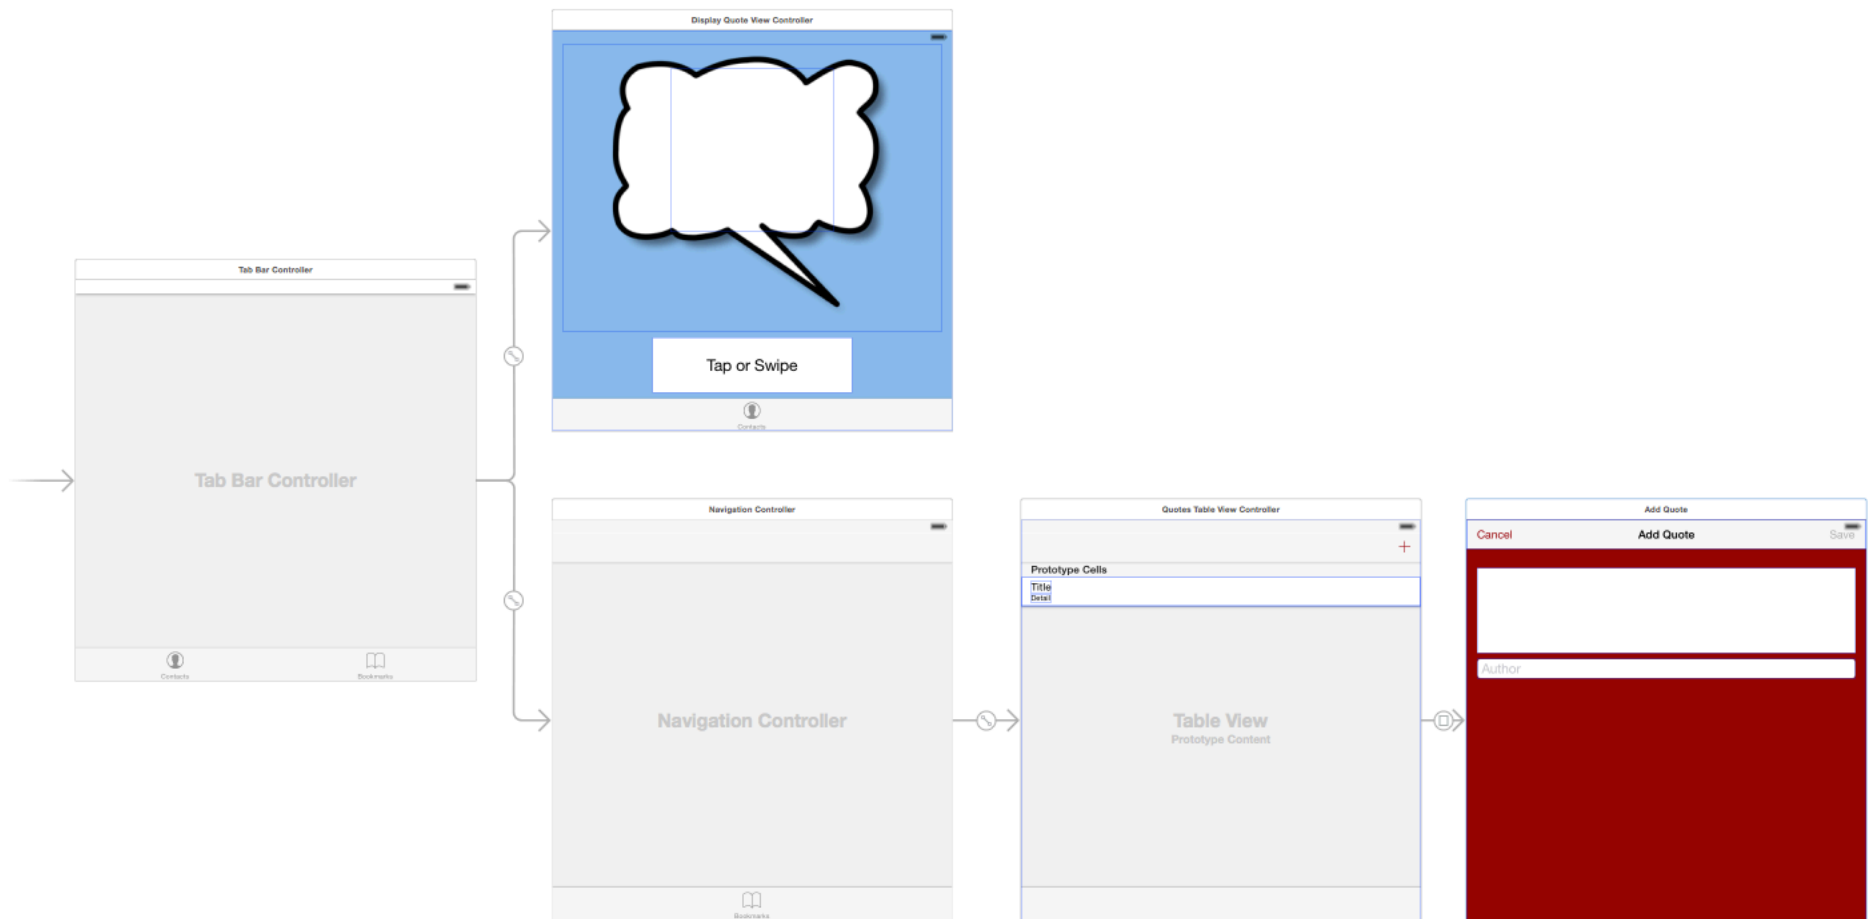 Display Quote View Controller
Tap or Swipe
Contacts
Tab Bar Controller
Tab Bar Controller
Contacts
Bookmarks
Navigation Controller
Navigation Controller
Bookmarks
Quotes Table View Controller
+
Prototype Cells
Title
Detail
Table View
Prototype Content
Add Quote
Cancel Add Quote Save
Author